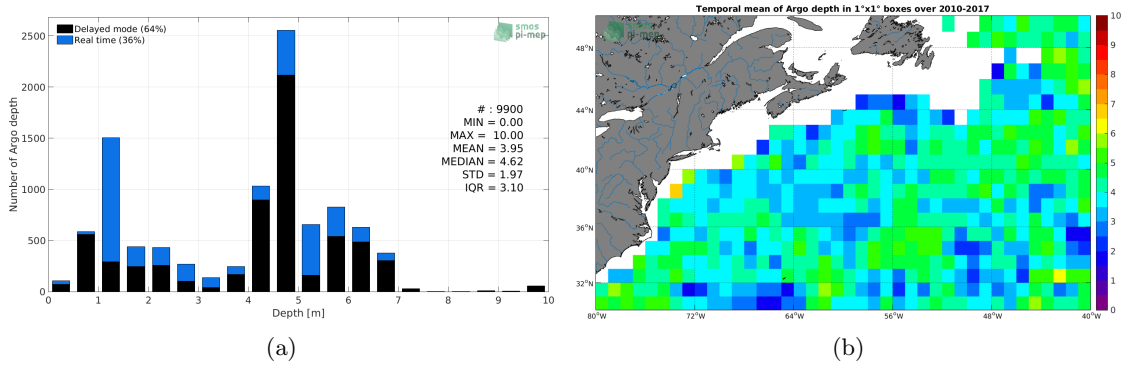 Delayed mode (64%)
Real time (36%)
smos
pi-mep
# : 9900
MIN = 0.00
MAX = 10.00
MEAN = 3.95
MEDIAN = 4.62
STD = 1.97
IQR = 3.10
Number of Argo depth
2500
2000
1500
1000
500
0
0 1 2 3 4 5 6 7 8 9 10
Depth [m]
(a)
Temporal mean of Argo depth in 1°x1° boxes over 2010-2017
smos
pi-mep
48°N
44°N
40°N
36°N
32°N
80°W 72°W 64°W 56°W 48°W 40°W
10
9
8
7
6
5
4
3
2
1
0
(b)